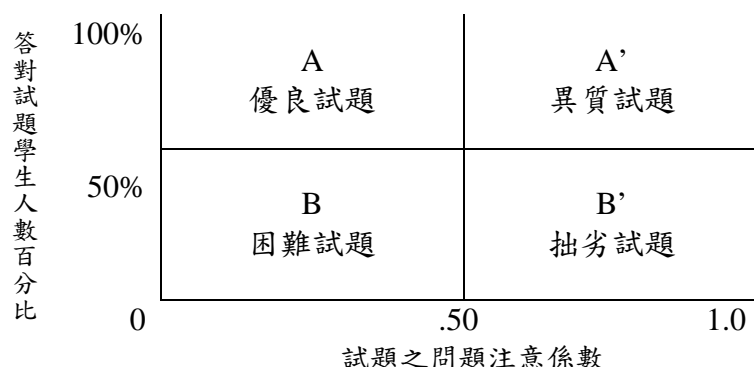 答對試題學生人數百分比
100%
A
優良試題
A’
異質試題
50%
B
困難試題
B’
拙劣試題
0
.50
1.0
試題之問題注意係數